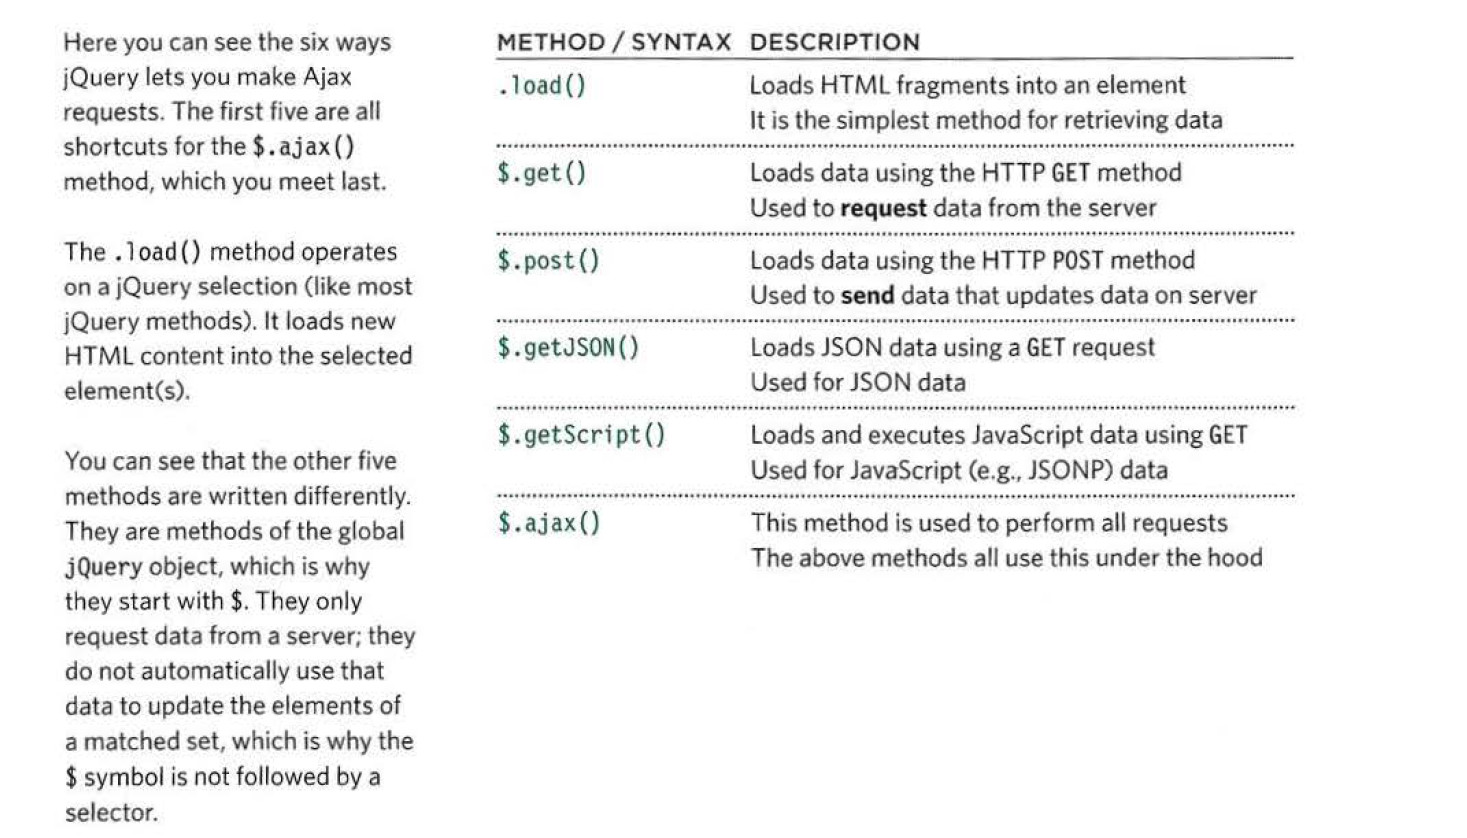 Here you can see the six ways
jQuery lets you make Ajax
requests. The first five are all
shortcuts for the $.ajax()
method, which you meet last.
The .load() method operates
on a jQuery selection (like most
jQuery methods). It loads new
HTML content into the selected
element(s).
You can see that the other five
methods are written differently.
They are methods of the global
jQuery object, which is why
they start with $. They only
request data from a server; they
do not automatically use that
data to update the elements of
a matched set, which is why the
$ symbol is not followed by a
selector.
METHOD / SYNTAX DESCRIPTION
.load() Loads HTML fragments into an element
It is the simplest method for retrieving data
$.get() Loads data using the HTTP GET method
Used to request data from the server
$.post() Loads data using the HTTP POST method
Used to send data that updates data on server
$.getJSON() Loads JSON data using a GET request
Used for JSON data
$.getScript() Loads and executes JavaScript data using GET
Used for JavaScript (e.g., JSONP) data
$.ajax() This method is used to perform all requests
The above methods all use this under the hood